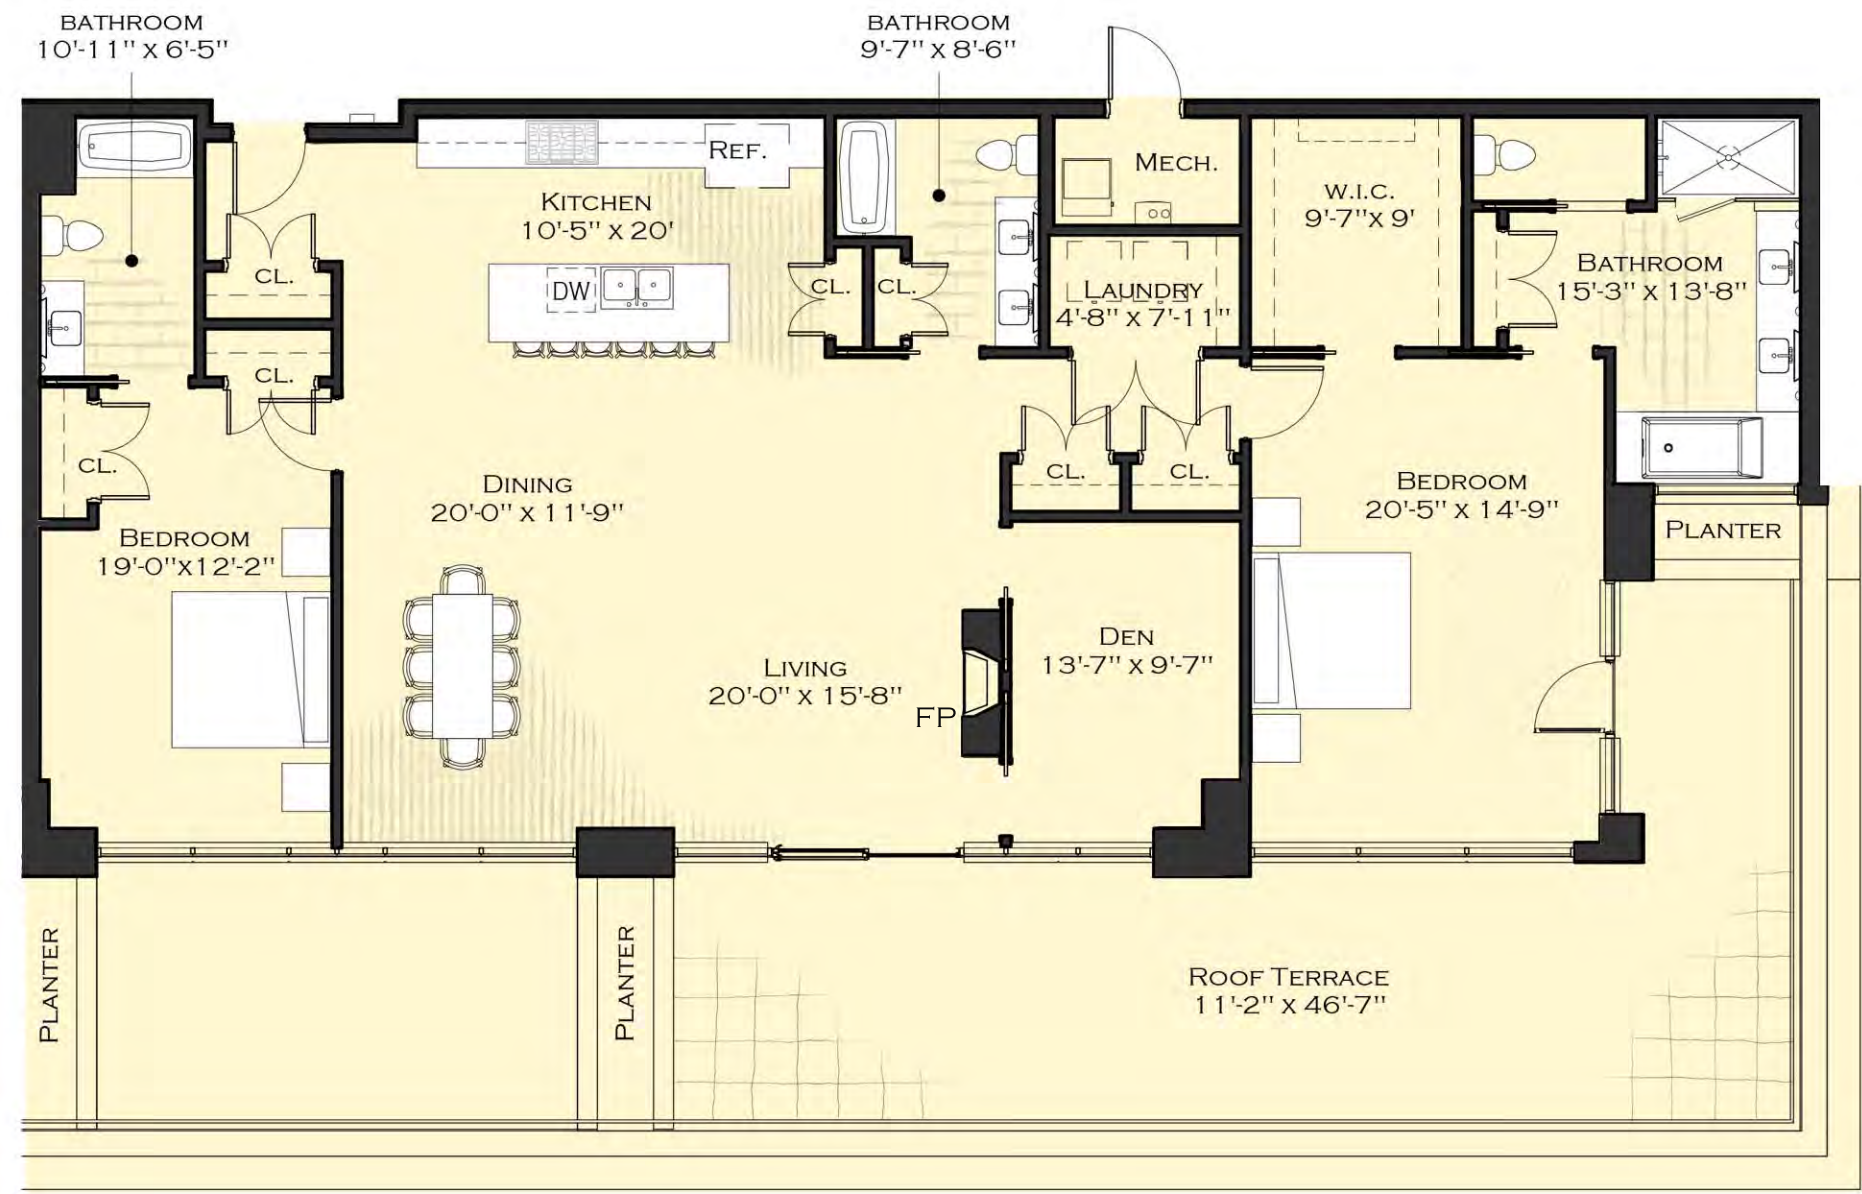 BATHROOM
10'-11" X 6'-5"
BATHROOM
9'-7" X 8'-6"
REF.
MECH.
KITCHEN
10'-5" X 20'
W.I.C.
9'-7"X 9'
CL.
DW
CL.
CL.
LAUNDRY
4'-8" X 7'-11"
BATHROOM
15'-3" X 13'-8"
CL.
CL.
CL.
CL.
DINING
20'-0" X 11'-9"
BEDROOM
20'-5" X 14'-9"
BEDROOM
19'-0"X12'-2"
PLANTER
DEN
13'-7" X 9'-7"
LIVING
20'-0" X 15'-8"
FP
PLANTER
PLANTER
ROOF TERRACE
11'-2" X 46'-7"